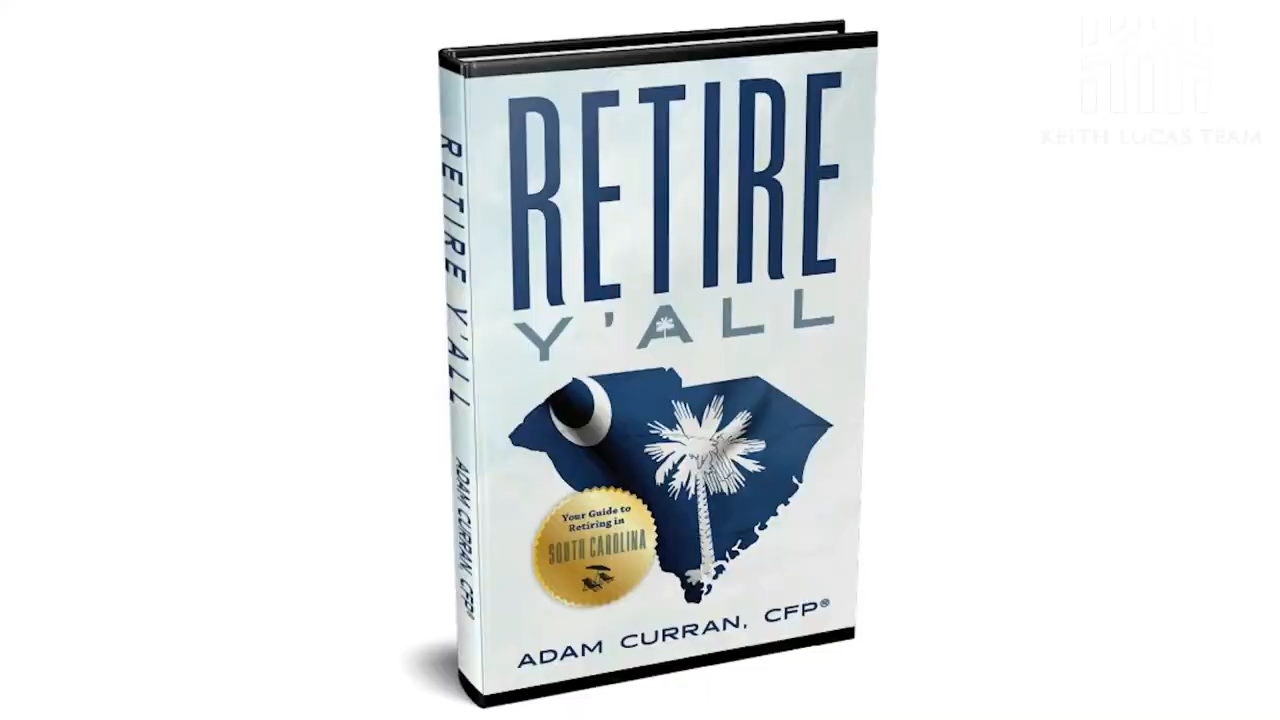 KEITH LUCAS TEAM
RETIRE
Y'ALL
Your Guide to
Retiring in
SOUTH CAROLINA
ADAM CURRAN, CFP®
RETIRE Y'ALL
ADAM CURRAN, CFP®